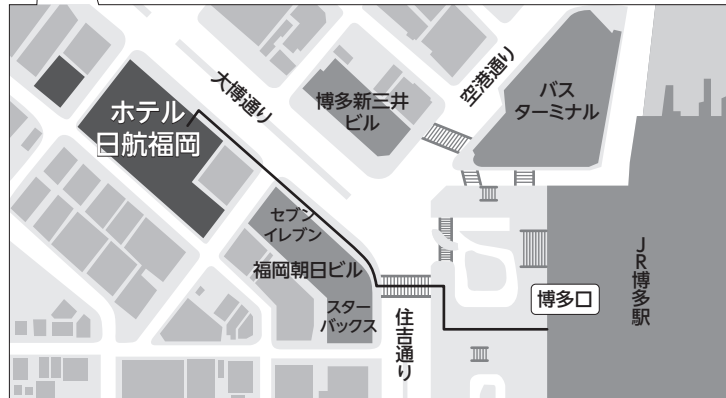 ホテル
日航福岡
大博通り
博多新三井
ビル
空港通り
バス
ターミナル
セブン
イレブン
福岡朝日ビル
スター
バックス
住吉通り
博多口
JR博多駅